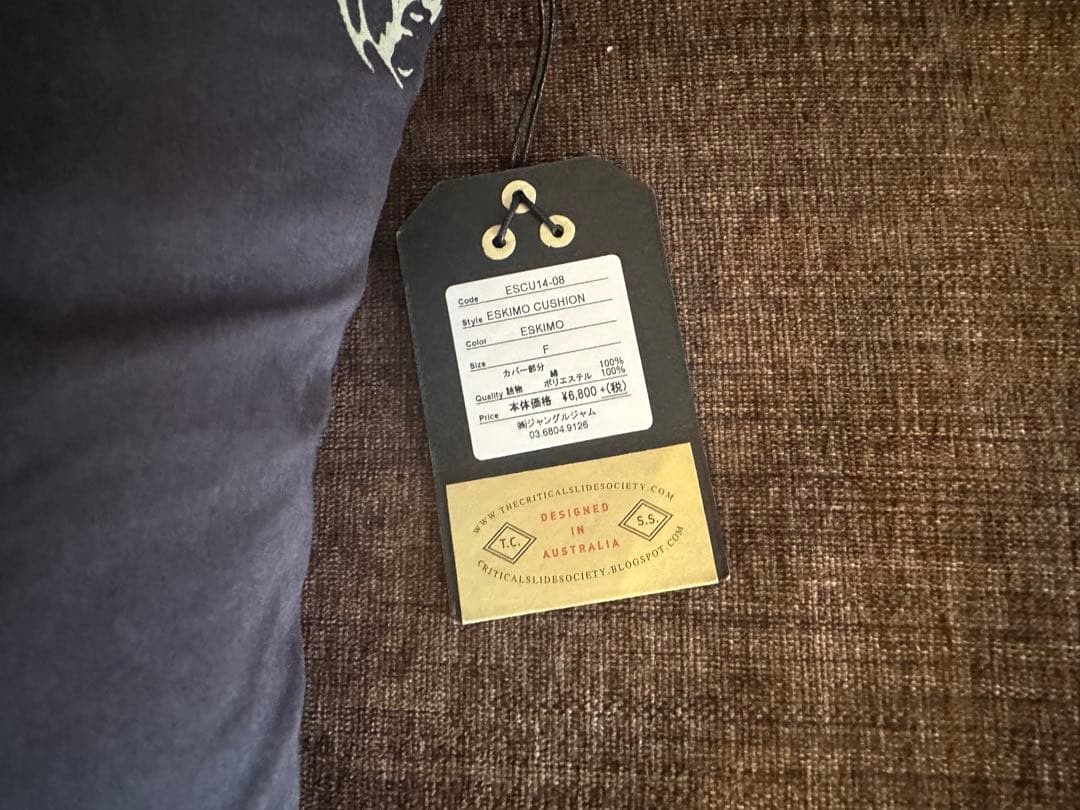 Code ESCU14-08
Style ESKIMO CUSHION
Color ESKIMO
Size F
カバー部分 綿 100%
Quality 詰物 ポリエステル 100%
Price 本体価格 ¥6,800+(税)
㈱ジャングルジャム
03.6804.9126
WWW.THECRITICALSLIDESOCIETY.COM
DESIGNED
IN
AUSTRALIA
T.C.
S.S.
CRITICALSLIDESOCIETY.BLOGSPOT.COM